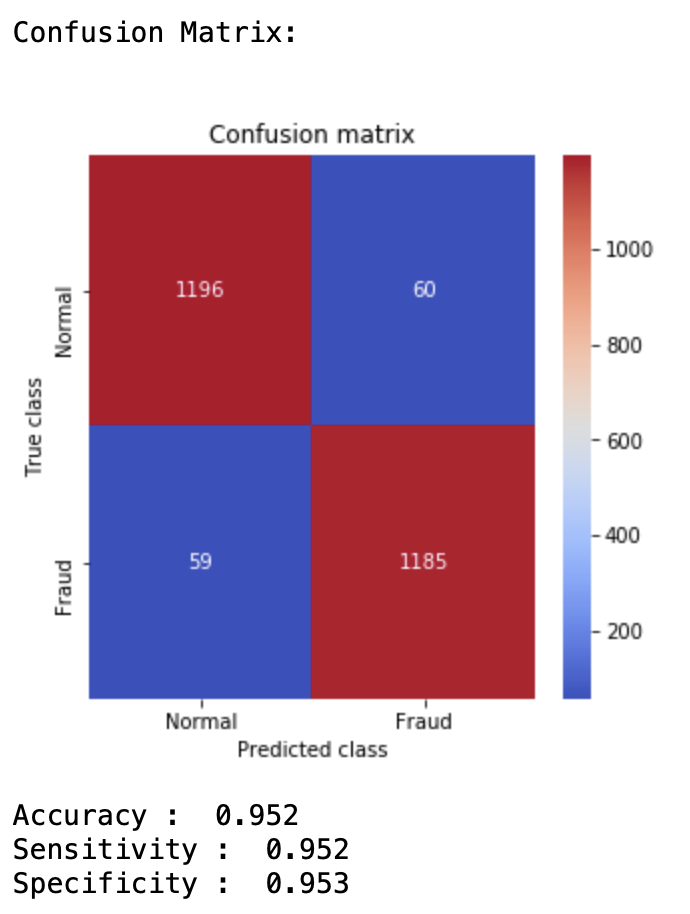 Confusion Matrix:
Confusion matrix
1196
60
59
1185
True class
Normal
Fraud
Normal
Fraud
Predicted class
1000
800
600
400
200
Accuracy :  0.952
Sensitivity :  0.952
Specificity :  0.953